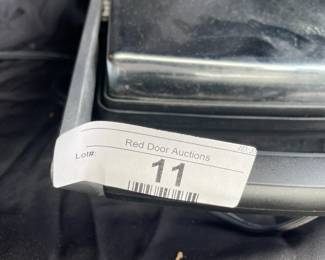 Red Door Auctions
Lot#
11